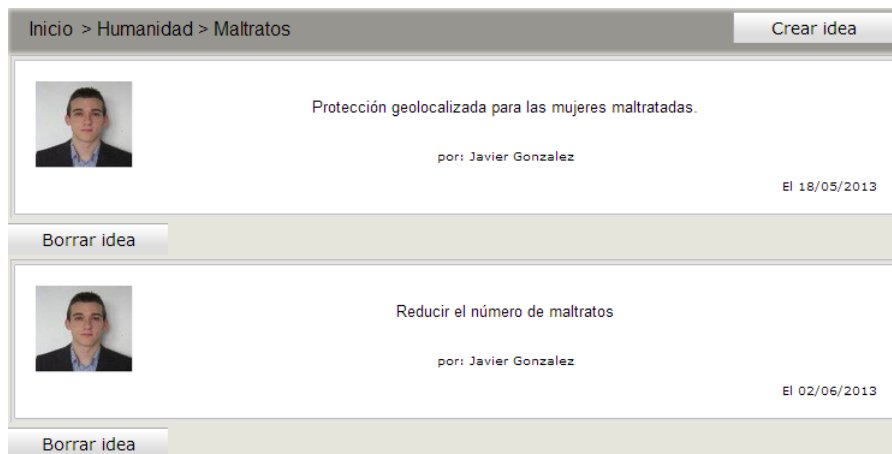 Inicio > Humanidad > Maltratos
Crear idea
Protección geolocalizada para las mujeres maltratadas.
por: Javier Gonzalez
El 18/05/2013
Borrar idea
Reducir el número de maltratos
por: Javier Gonzalez
El 02/06/2013
Borrar idea